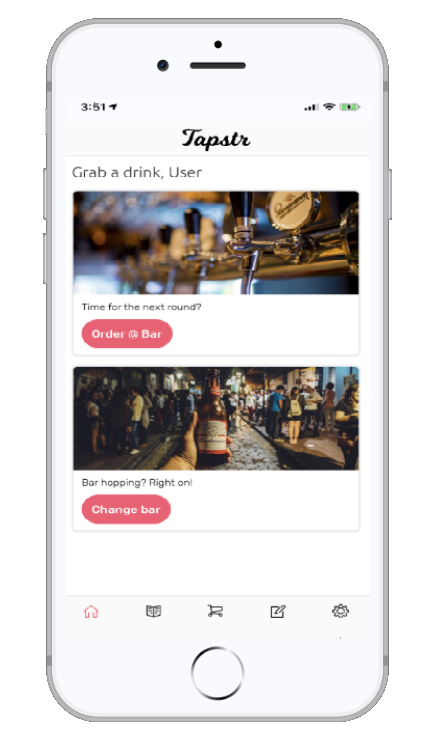 3:51
Tapstr
Grab a drink, User
Time for the next round?
Order @ Bar
Bar hopping? Right on!
Change bar